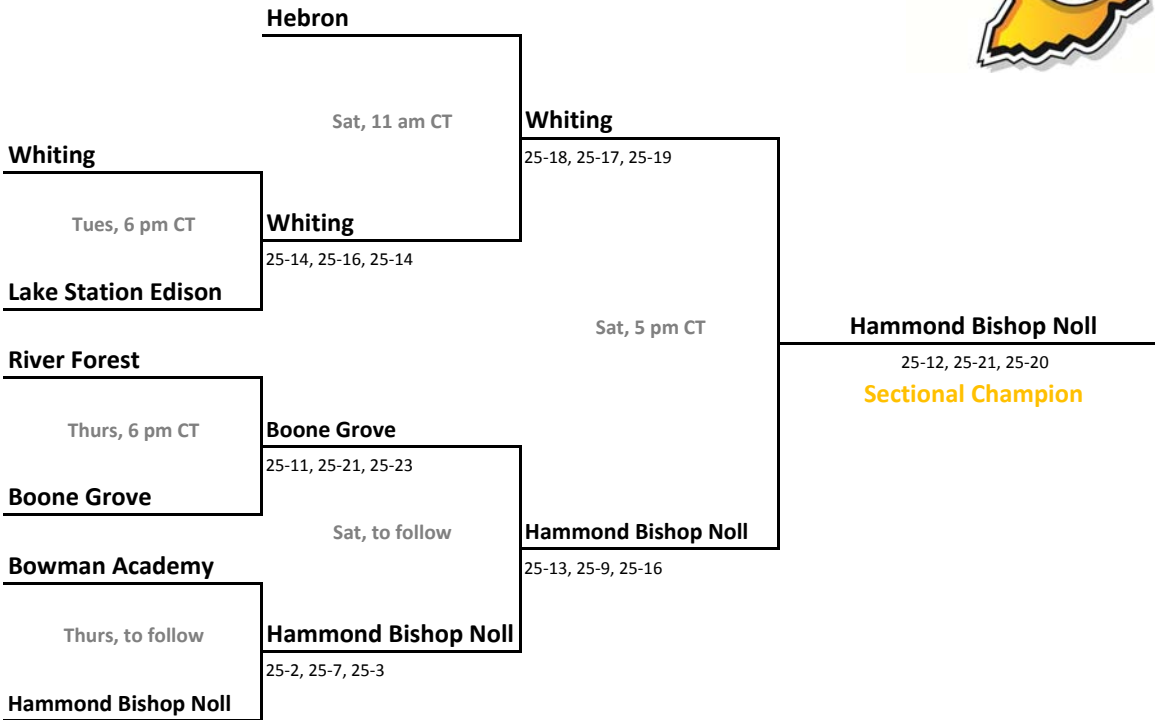 Hebron
Sat, 11 am CT
Whiting
Whiting
25-18, 25-17, 25-19
Tues, 6 pm CT
Whiting
25-14, 25-16, 25-14
Lake Station Edison
Sat, 5 pm CT
Hammond Bishop Noll
River Forest
25-12, 25-21, 25-20
Sectional Champion
Thurs, 6 pm CT
Boone Grove
25-11, 25-21, 25-23
Boone Grove
Sat, to follow
Hammond Bishop Noll
Bowman Academy
25-13, 25-9, 25-16
Thurs, to follow
Hammond Bishop Noll
25-2, 25-7, 25-3
Hammond Bishop Noll